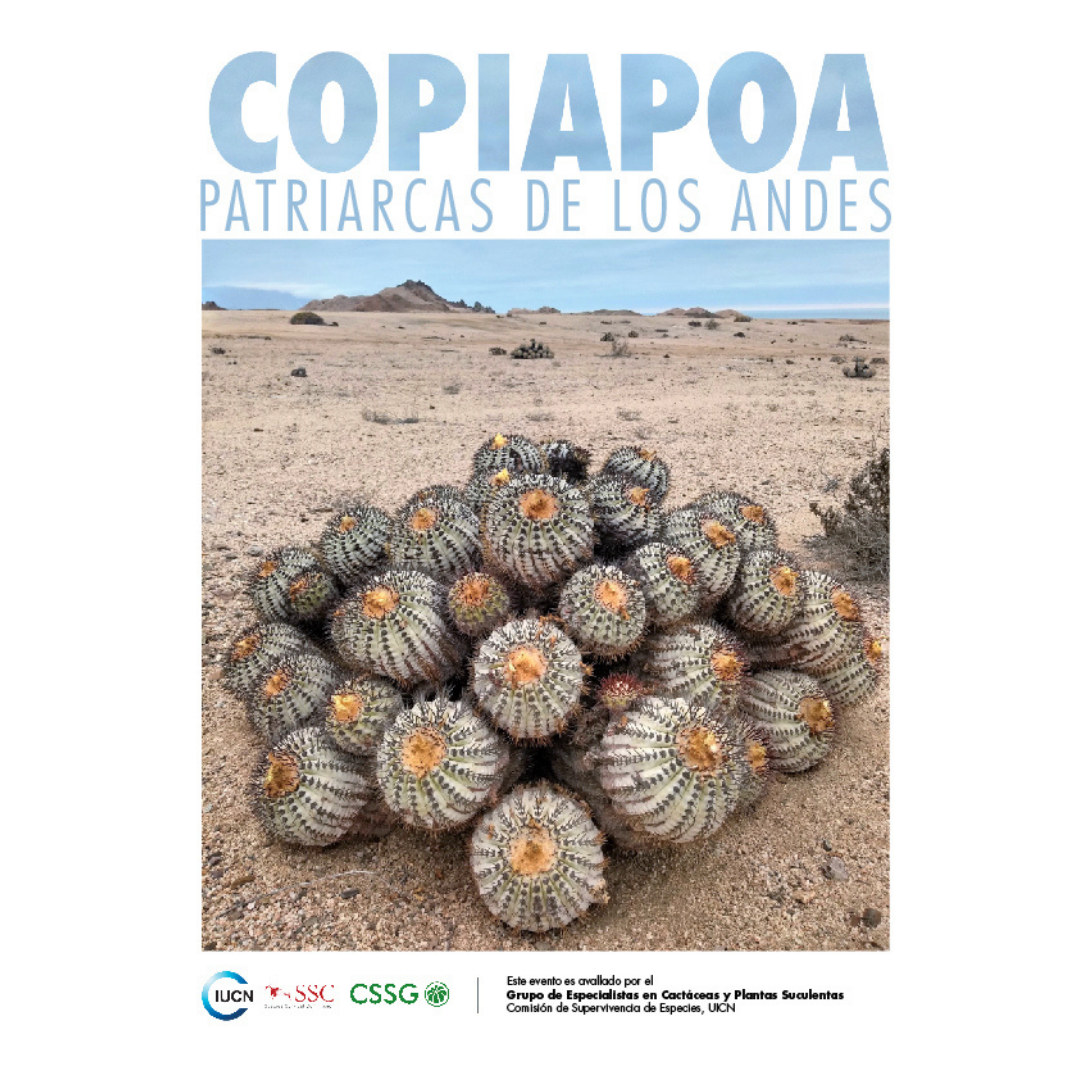 COPIAPOA
PATRIARCAS DE LOS ANDES
IUCN
SSC
CSSG
Este evento es avallado por el
Grupo de Especialistas en Cactáceas y Plantas Suculentas
Comisión de Supervivencia de Especies, UICN